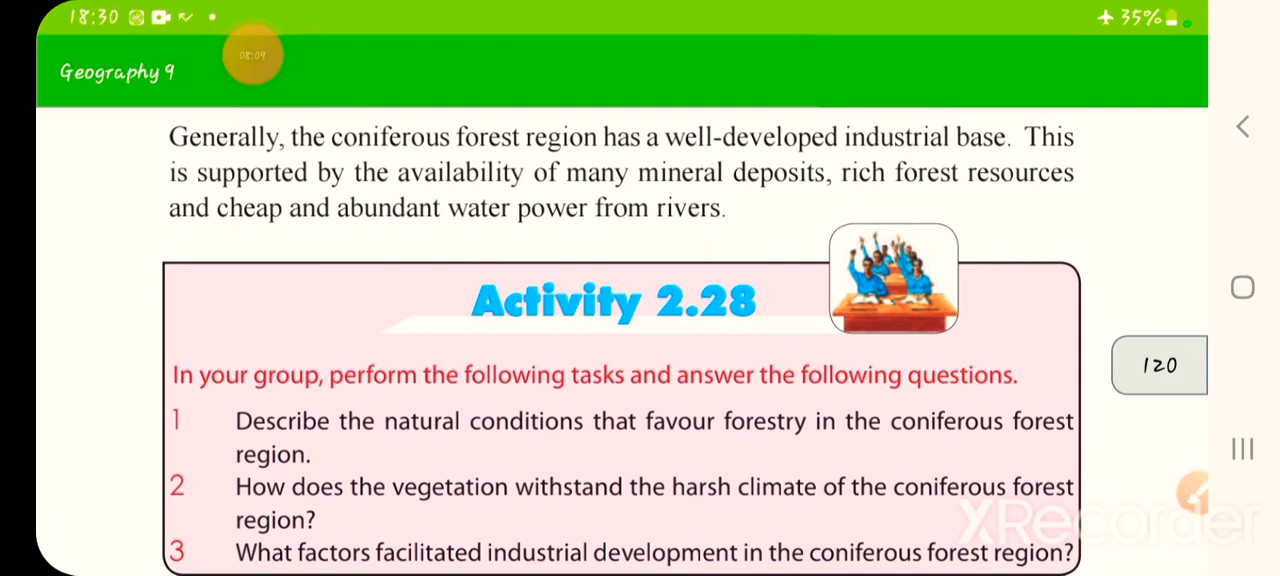 18:30
35%
08:09
Geography 9
Generally, the coniferous forest region has a well-developed industrial base. This
is supported by the availability of many mineral deposits, rich forest resources
and cheap and abundant water power from rivers.
Activity 2.28
In your group, perform the following tasks and answer the following questions.
120
1 Describe the natural conditions that favour forestry in the coniferous forest
region.
2 How does the vegetation withstand the harsh climate of the coniferous forest
region?
3 What factors facilitated industrial development in the coniferous forest region?
XRecorder